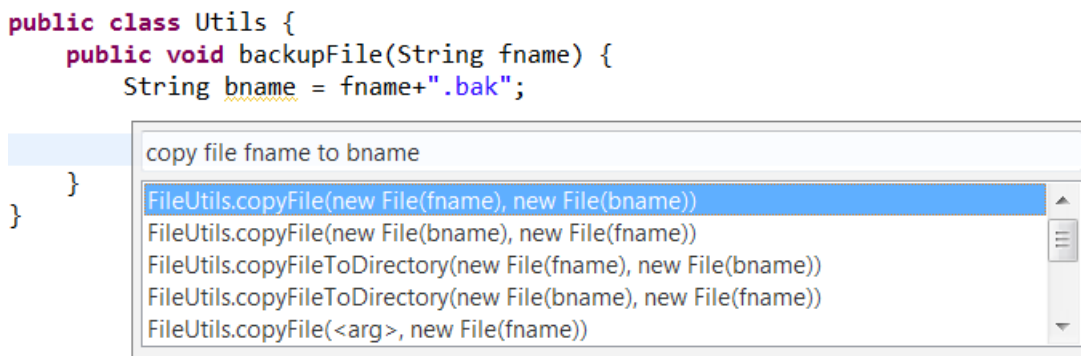 public class Utils {
public void backupFile(String fname) {
String bname = fname+".bak";
copy file fname to bname
}
FileUtils.copyFile(new File(fname), new File(bname))
}
FileUtils.copyFile(new File(bname), new File(fname))
FileUtils.copyFileToDirectory(new File(fname), new File(bname))
FileUtils.copyFileToDirectory(new File(bname), new File(fname))
FileUtils.copyFile(<arg>, new File(fname))